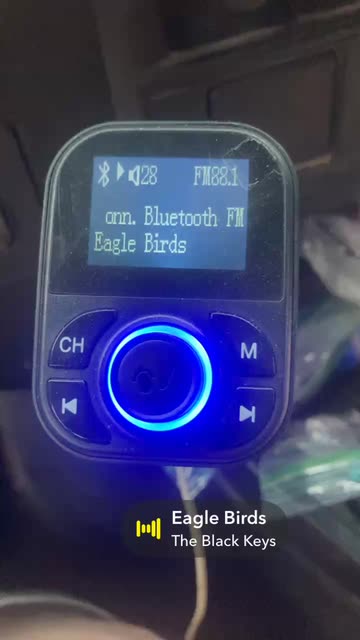 28 FM88.1
onn. Bluetooth FM
Eagle Birds
CH
M
Eagle Birds
The Black Keys